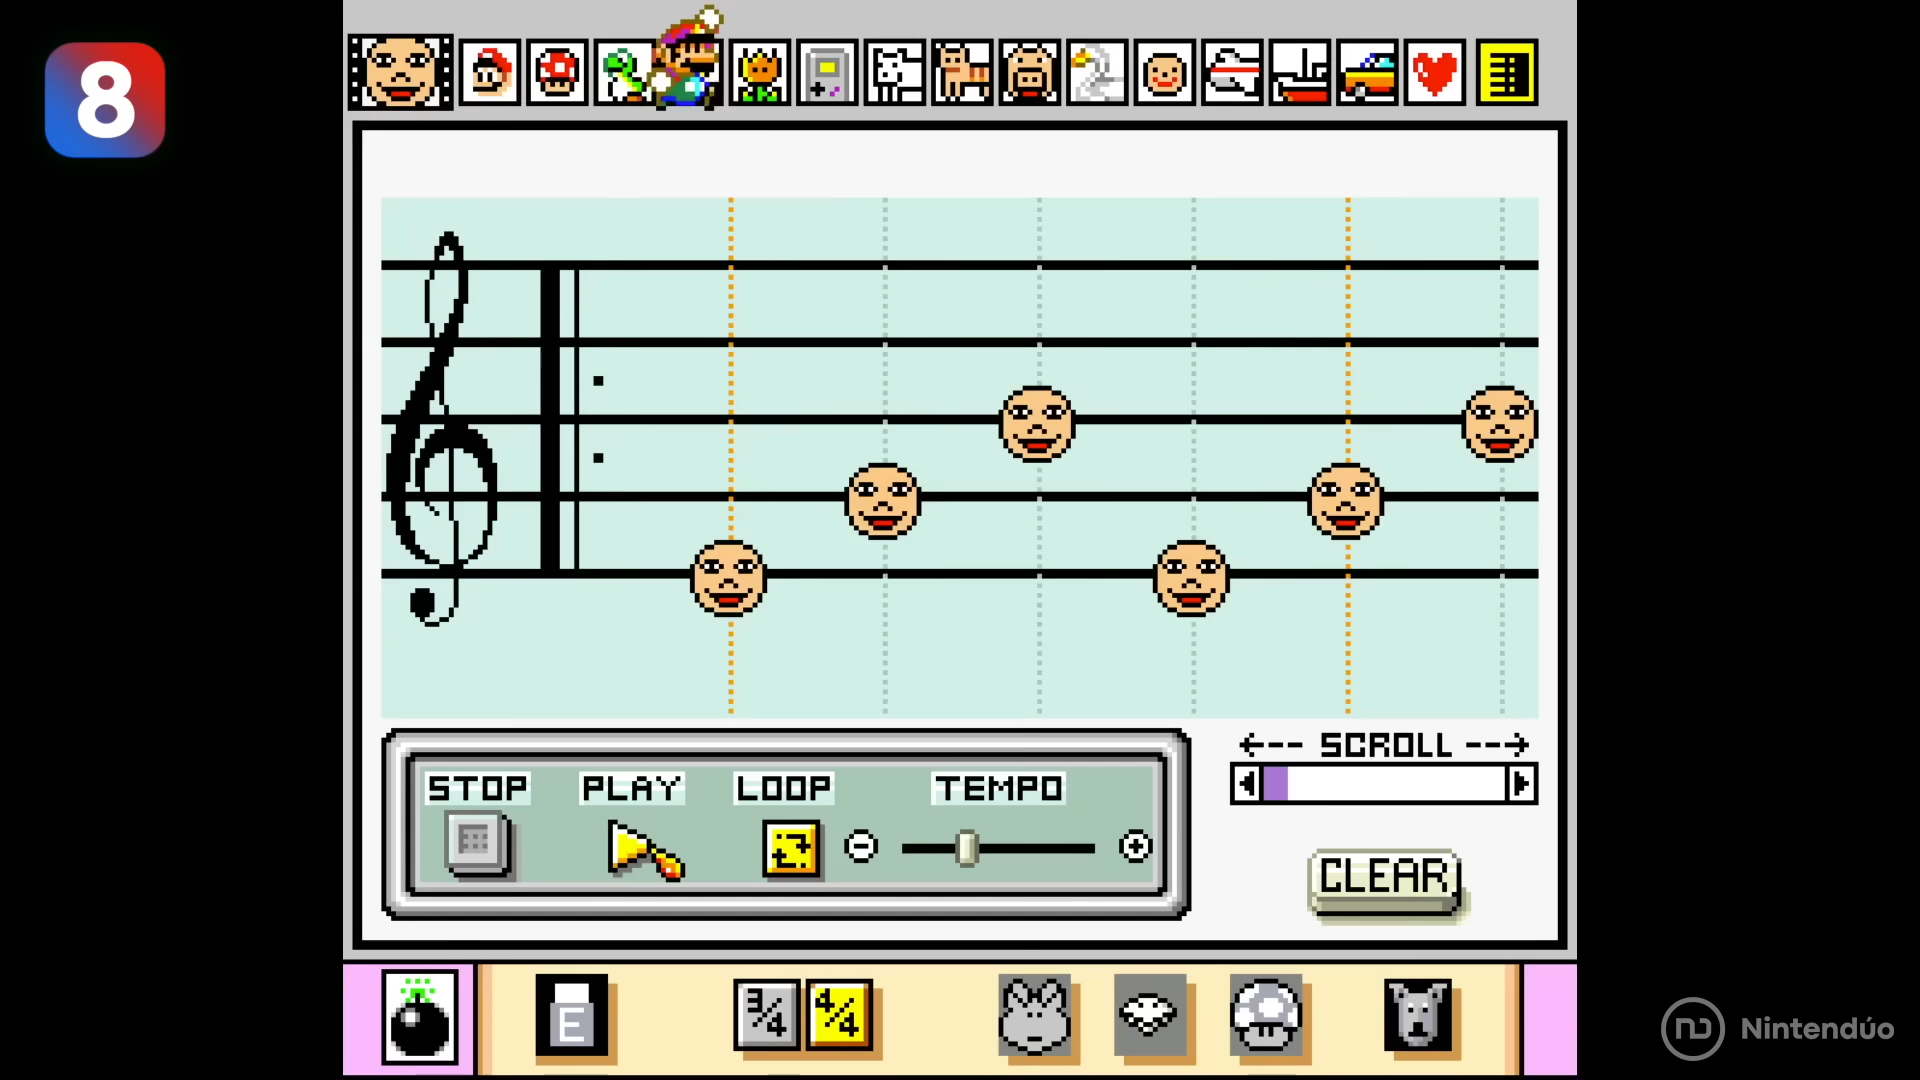 8
←--- SCROLL ---→
STOP PLAY LOOP TEMPO
CLEAR
E
3/4 4/4
Nintendúo